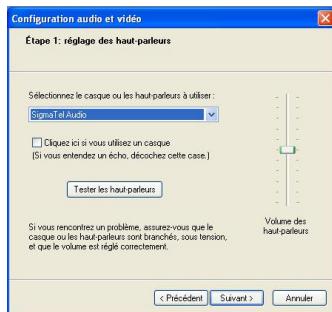 Configuration audio et vidéo
Étape 1: réglage des haut-parleurs
Sélectionnez le casque ou les haut-parleurs à utiliser :
SigmaTel Audio
Cliquez ici si vous utilisez un casque
(Si vous entendez un écho, décochez cette case.)
Tester les haut-parleurs
Si vous rencontrez un problème, assurez-vous que le
casque ou les haut-parleurs sont branchés, sous tension,
et que le volume est réglé correctement.
Volume des
haut-parleurs
< Précédent
Suivant >
Annuler